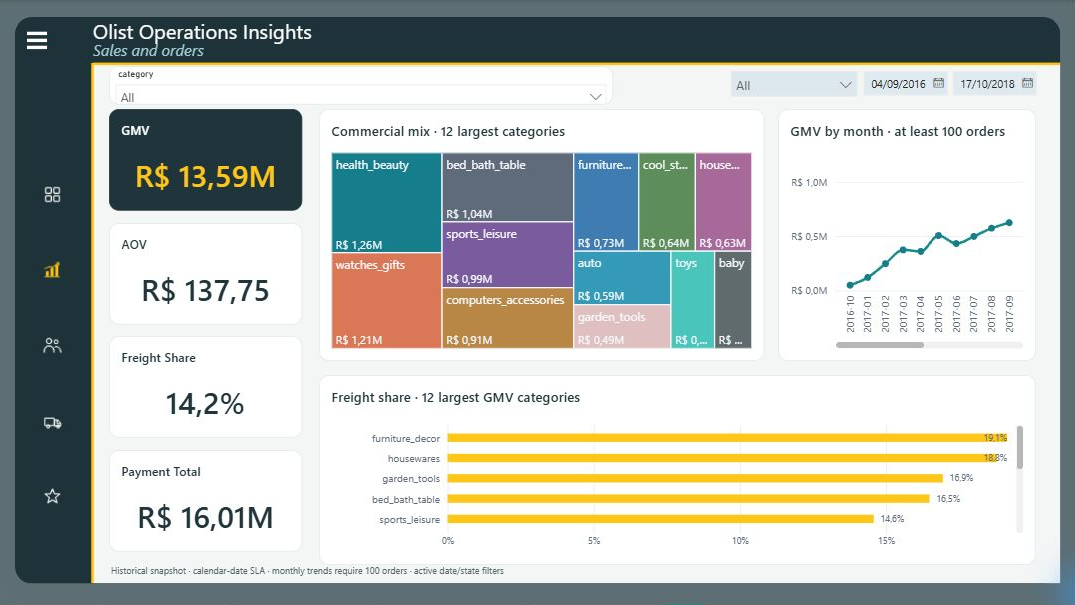 Olist Operations Insights
Sales and orders
category
All
All
04/09/2016
17/10/2018
GMV
R$ 13,59M
AOV
R$ 137,75
Freight Share
14,2%
Payment Total
R$ 16,01M
Commercial mix · 12 largest categories
health_beauty
R$ 1,26M
watches_gifts
R$ 1,21M
bed_bath_table
R$ 1,04M
sports_leisure
R$ 0,99M
computers_accessories
R$ 0,91M
furniture...
R$ 0,73M
cool_st...
R$ 0,64M
house...
R$ 0,63M
auto
R$ 0,59M
garden_tools
R$ 0,49M
toys
R$ 0,...
baby
R$ ...
GMV by month · at least 100 orders
R$ 1,0M
R$ 0,5M
R$ 0,0M
2016-10
2017-01
2017-02
2017-03
2017-04
2017-05
2017-06
2017-07
2017-08
2017-09
Freight share · 12 largest GMV categories
furniture_decor 19,1%
housewares 18,8%
garden_tools 16,9%
bed_bath_table 16,5%
sports_leisure 14,6%
0% 5% 10% 15%
Historical snapshot · calendar-date SLA · monthly trends require 100 orders · active date/state filters